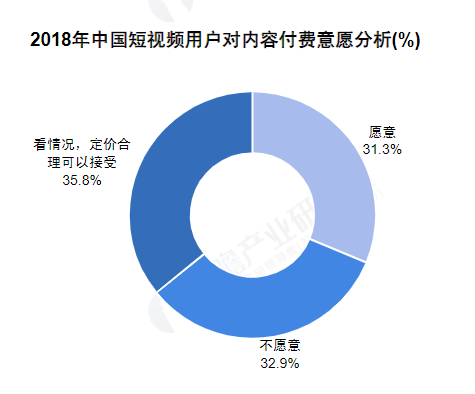 2018年中国短视频用户对内容付费意愿分析(%)
愿意
31.3%
看情况，定价合
理可以接受
35.8%
不愿意
32.9%